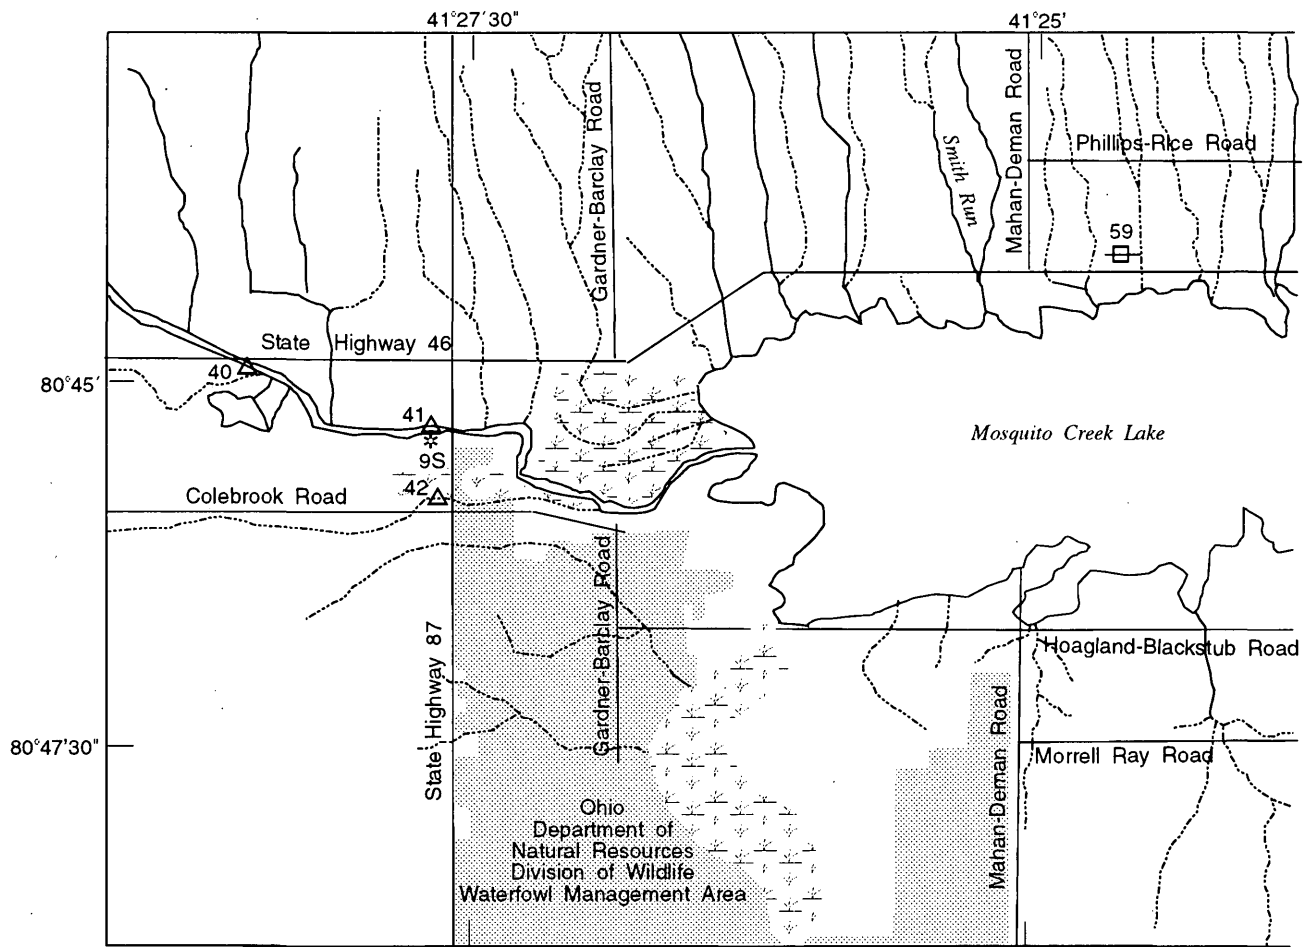 41°27'30"
41°25'
Gardner-Barclay Road
Smith Run
Mahan-Deman Road
Phillips-Rice Road
59
State Highway 46
80°45'
40
41
9S
42
Mosquito Creek Lake
Colebrook Road
Gardner-Barclay Road
State Highway 87
Hoagland-Blackstub Road
80°47'30"
Mahan-Deman Road
Morrell Ray Road
Ohio
Department of
Natural Resources
Division of Wildlife
Waterfowl Management Area